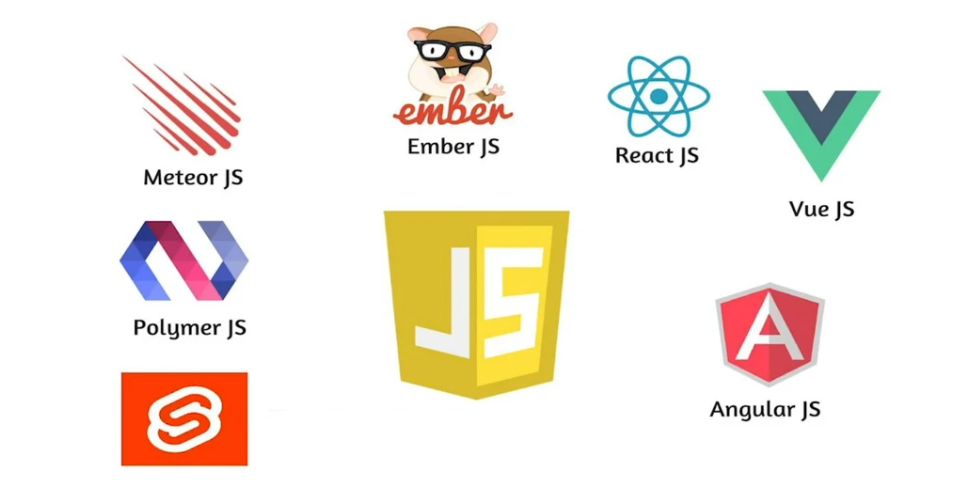 ember
Ember JS
React JS
Meteor JS
Vue JS
JS
Polymer JS
A
Angular JS
S